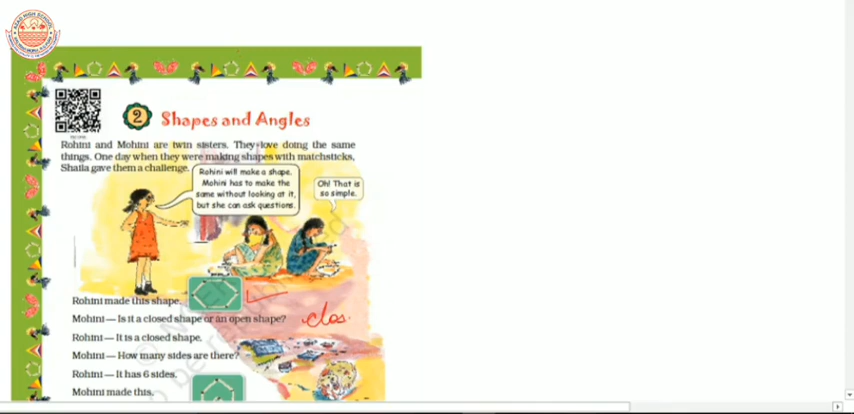 2 Shapes and Angles
Rohini and Mohini are twin sisters. They love doing the same
things. One day when they were making shapes with matchsticks,
Shaila gave them a challenge.
Rohini will make a shape.
Mohini has to make the
same without looking at it,
but she can ask questions.
Oh! That is
so simple.
Rohini made this shape.
Mohini — Is it a closed shape or an open shape?
clos
Rohini — It is a closed shape.
Mohini — How many sides are there?
Rohini — It has 6 sides.
Mohini made this.